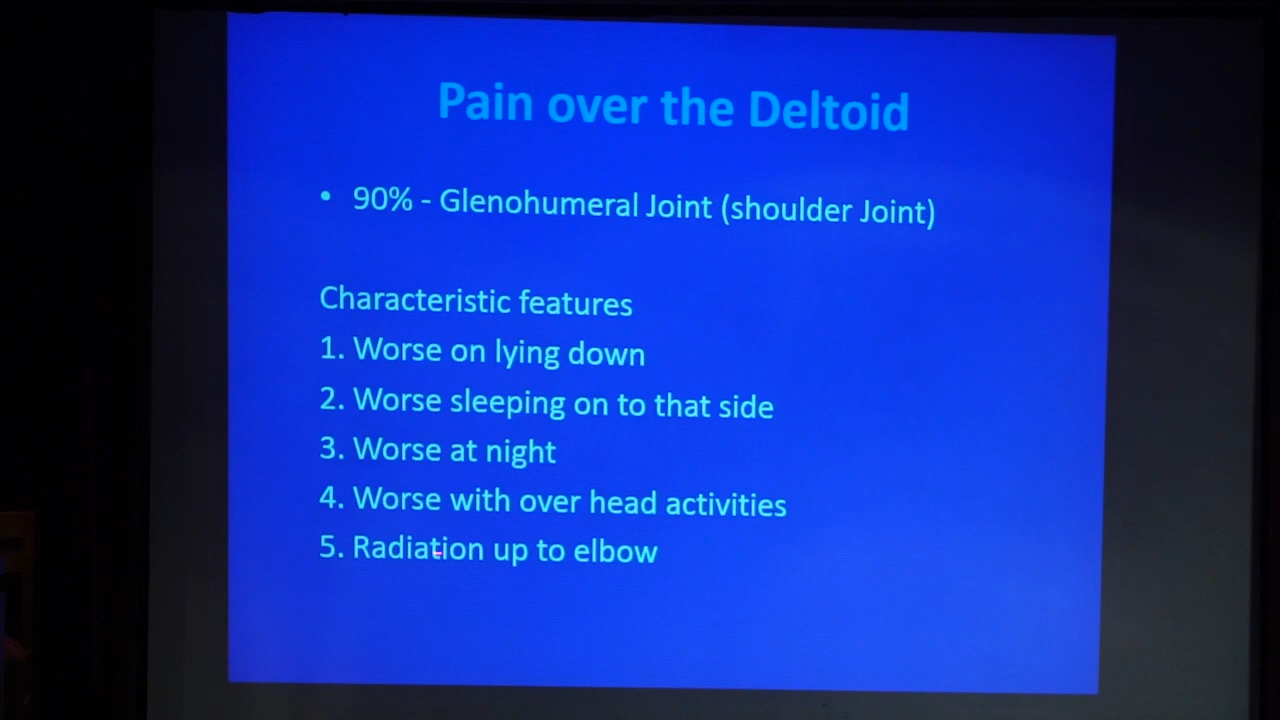 Pain over the Deltoid
• 90% - Glenohumeral Joint (shoulder Joint)
Characteristic features
1. Worse on lying down
2. Worse sleeping on to that side
3. Worse at night
4. Worse with over head activities
5. Radiation up to elbow